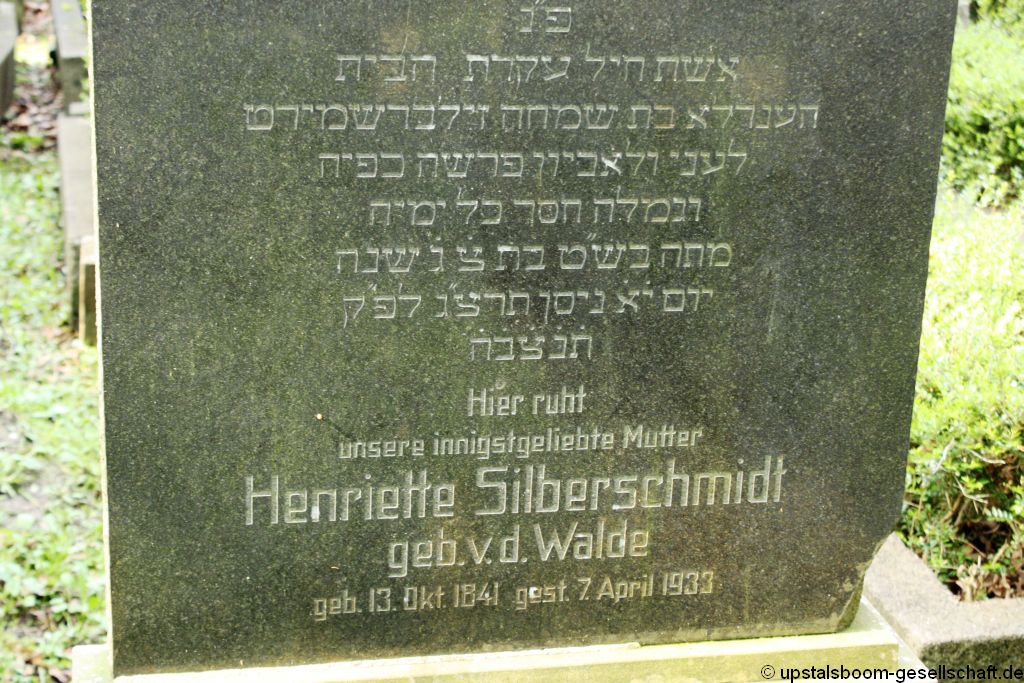 פ״נ
אשת חיל עקרת הבית
הענדלא בת שמחה זילברשמידט
לעני ולאביון פרשה כפיה
וגמלה חסד כל ימיה
מתה בש״ט בת צ״ג שנה
יום י״א ניסן תרצ״ג לפ״ק
תנצבה
Hier ruht
unsere innigstgeliebte Mutter
Henriette Silberschmidt
geb. v. d. Walde
geb. 13. Okt. 1841 gest. 7. April 1933
© upstalsboom-gesellschaft.de